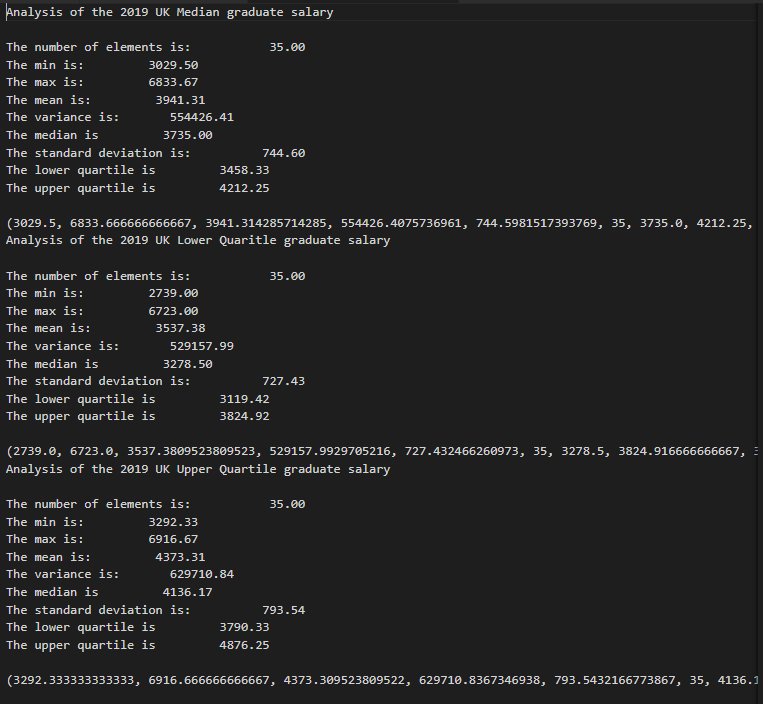 Analysis of the 2019 UK Median graduate salary
The number of elements is: 35.00
The min is: 3029.50
The max is: 6833.67
The mean is: 3941.31
The variance is: 554426.41
The median is 3735.00
The standard deviation is: 744.60
The lower quartile is 3458.33
The upper quartile is 4212.25
(3029.5, 6833.666666666667, 3941.314285714285, 554426.4075736961, 744.5981517393769, 35, 3735.0, 4212.25,
Analysis of the 2019 UK Lower Quaritle graduate salary
The number of elements is: 35.00
The min is: 2739.00
The max is: 6723.00
The mean is: 3537.38
The variance is: 529157.99
The median is 3278.50
The standard deviation is: 727.43
The lower quartile is 3119.42
The upper quartile is 3824.92
(2739.0, 6723.0, 3537.3809523809523, 529157.9929705216, 727.432466260973, 35, 3278.5, 3824.916666666667,
Analysis of the 2019 UK Upper Quartile graduate salary
The number of elements is: 35.00
The min is: 3292.33
The max is: 6916.67
The mean is: 4373.31
The variance is: 629710.84
The median is 4136.17
The standard deviation is: 793.54
The lower quartile is 3790.33
The upper quartile is 4876.25
(3292.333333333333, 6916.666666666667, 4373.309523809522, 629710.8367346938, 793.5432166773867, 35, 4136.1